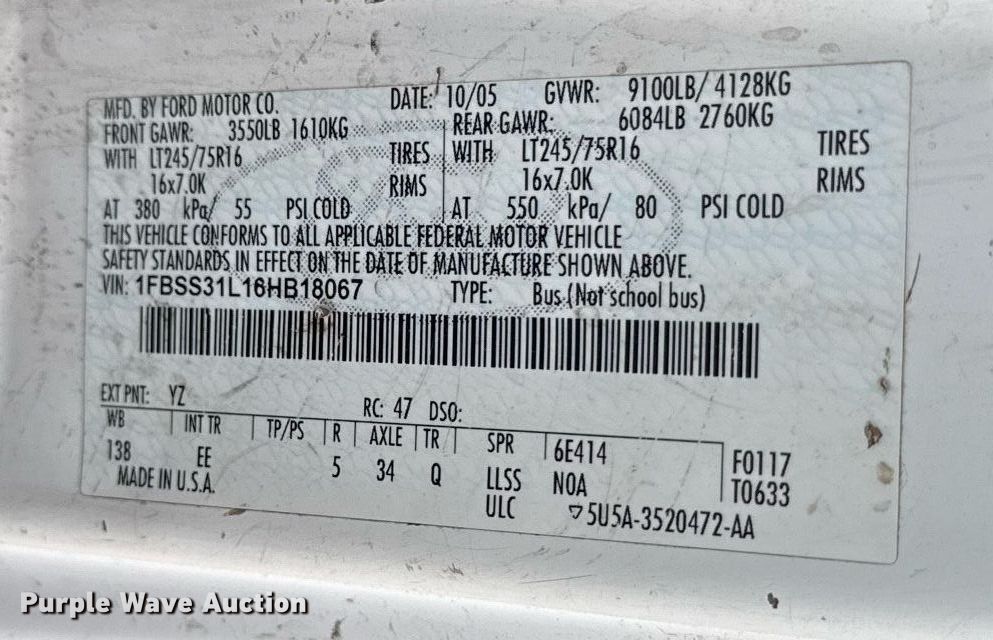 MFD. BY FORD MOTOR CO. DATE: 10/05 GVWR: 9100LB/ 4128KG
FRONT GAWR: 3550LB 1610KG REAR GAWR: 6084LB 2760KG
WITH LT245/75R16 TIRES WITH LT245/75R16 TIRES
16x7.0K RIMS 16x7.0K RIMS
AT 380 kPa/ 55 PSI COLD AT 550 kPa/ 80 PSI COLD
THIS VEHICLE CONFORMS TO ALL APPLICABLE FEDERAL MOTOR VEHICLE
SAFETY STANDARDS IN EFFECT ON THE DATE OF MANUFACTURE SHOWN ABOVE.
VIN: 1FBSS31L16HB18067 TYPE: Bus (Not school bus)
EXT PNT: YZ RC: 47 DSO:
WB INT TR TP/PS R AXLE TR SPR 6E414
138 EE 5 34 Q LLSS N0A F0117
MADE IN U.S.A. ULC T0633
5U5A-3520472-AA
Purple Wave Auction